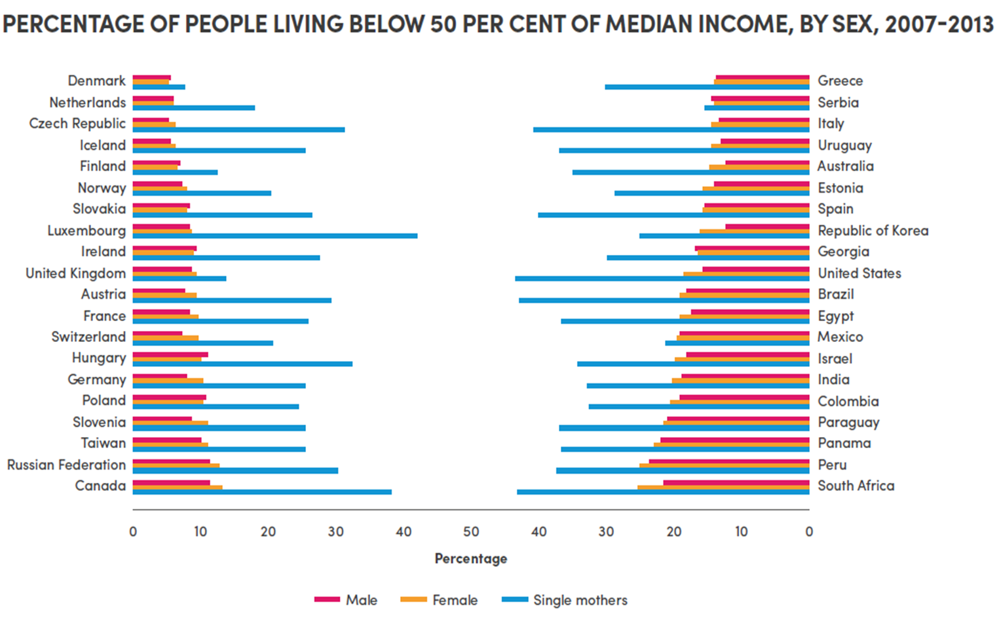 PERCENTAGE OF PEOPLE LIVING BELOW 50 PER CENT OF MEDIAN INCOME, BY SEX, 2007-2013
Denmark
Netherlands
Czech Republic
Iceland
Finland
Norway
Slovakia
Luxembourg
Ireland
United Kingdom
Austria
France
Switzerland
Hungary
Germany
Poland
Slovenia
Taiwan
Russian Federation
Canada
Greece
Serbia
Italy
Uruguay
Australia
Estonia
Spain
Republic of Korea
Georgia
United States
Brazil
Egypt
Mexico
Israel
India
Colombia
Paraguay
Panama
Peru
South Africa
0 10 20 30 40 50 40 30 20 10 0
Percentage
Male Female Single mothers